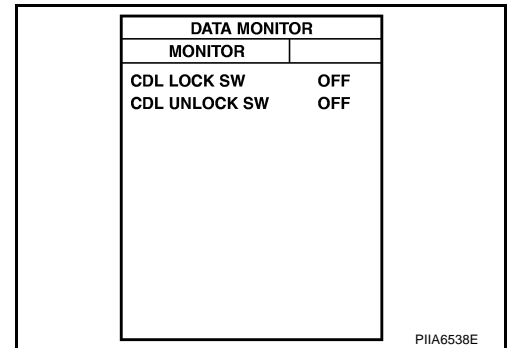 DATA MONITOR
MONITOR
CDL LOCK SW OFF
CDL UNLOCK SW OFF
PIIA6538E